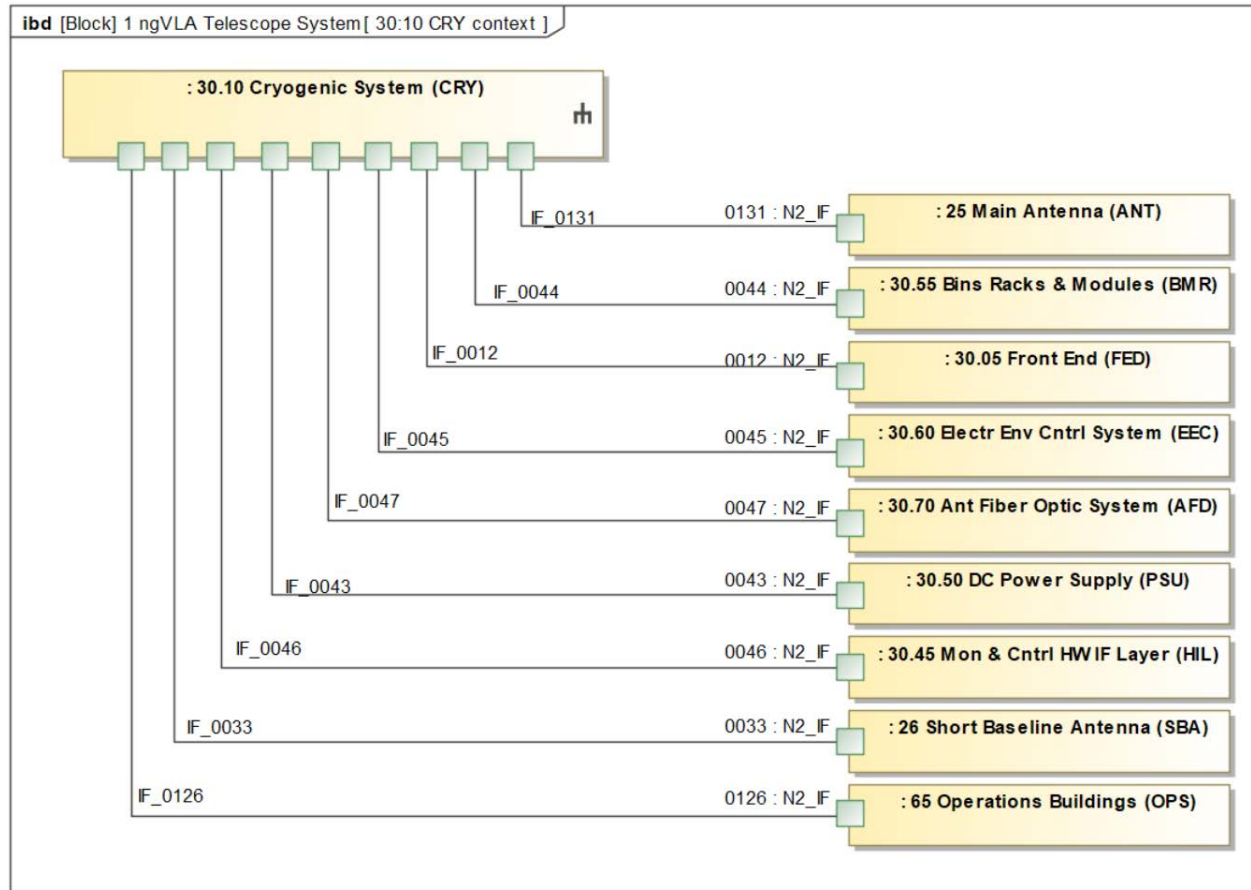 ibd [Block] 1 ngVLA Telescope System[ 30:10 CRY context ]
: 30.10 Cryogenic System (CRY)
IF_0131
0131 : N2_IF
: 25 Main Antenna (ANT)
IF_0044
0044 : N2_IF
: 30.55 Bins Racks & Modules (BMR)
IF_0012
0012 : N2_IF
: 30.05 Front End (FED)
IF_0045
0045 : N2_IF
: 30.60 Electr Env Cntrl System (EEC)
IF_0047
0047 : N2_IF
: 30.70 Ant Fiber Optic System (AFD)
IF_0043
0043 : N2_IF
: 30.50 DC Power Supply (PSU)
IF_0046
0046 : N2_IF
: 30.45 Mon & Cntrl HW IF Layer (HIL)
IF_0033
0033 : N2_IF
: 26 Short Baseline Antenna (SBA)
IF_0126
0126 : N2_IF
: 65 Operations Buildings (OPS)